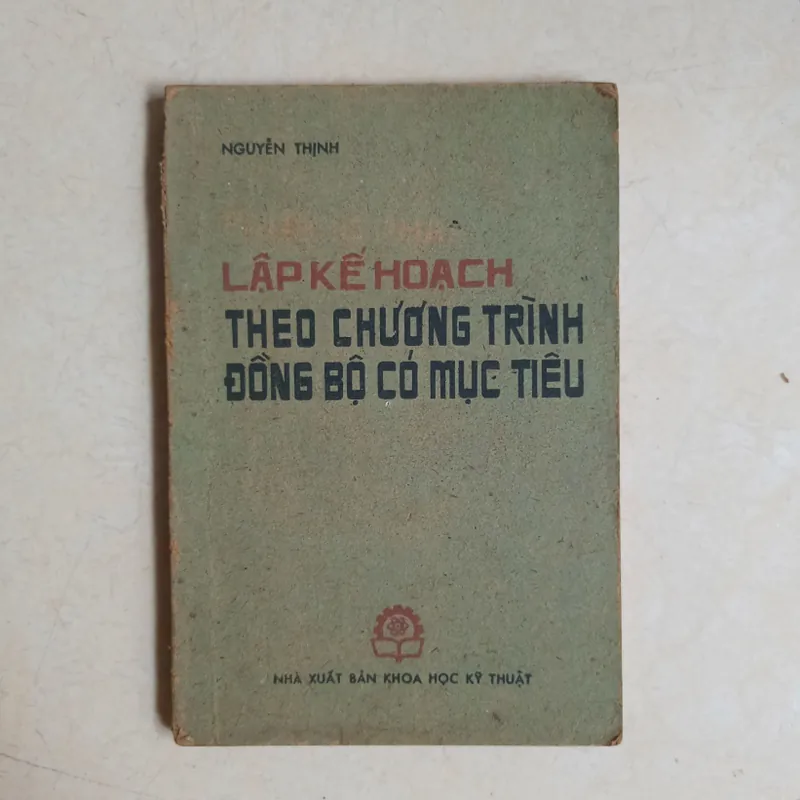 NGUYỄN THỊNH
LẬP KẾ HOẠCH
THEO CHƯƠNG TRÌNH
ĐỒNG BỘ CÓ MỤC TIÊU
NHÀ XUẤT BẢN KHOA HỌC KỸ THUẬT